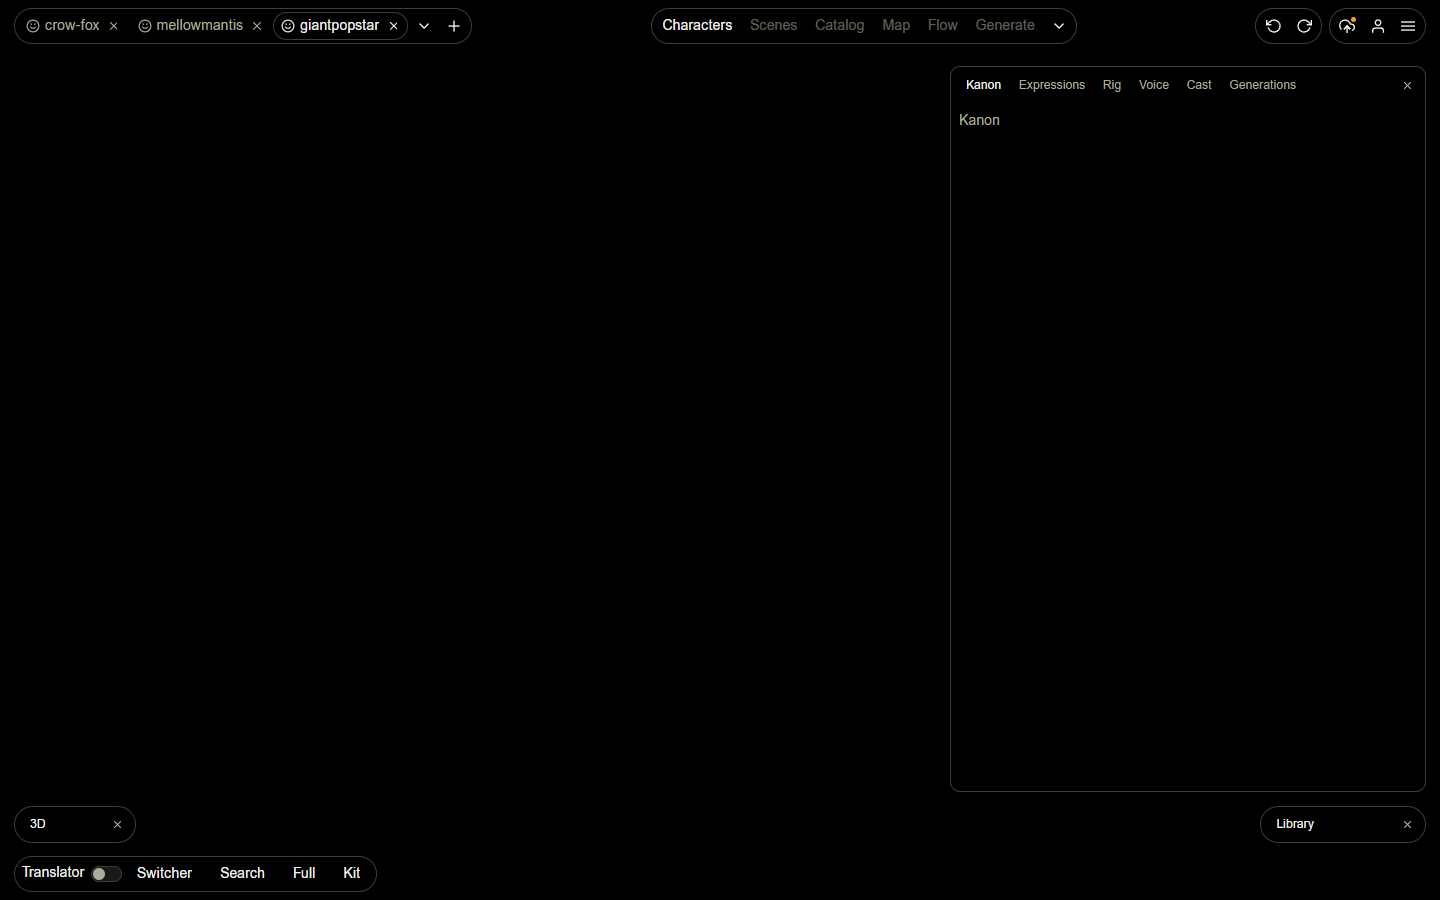 crow-fox mellowmantis giantpopstar
Characters Scenes Catalog Map Flow Generate
Kanon Expressions Rig Voice Cast Generations
Kanon
3D
Library
Translator Switcher Search Full Kit